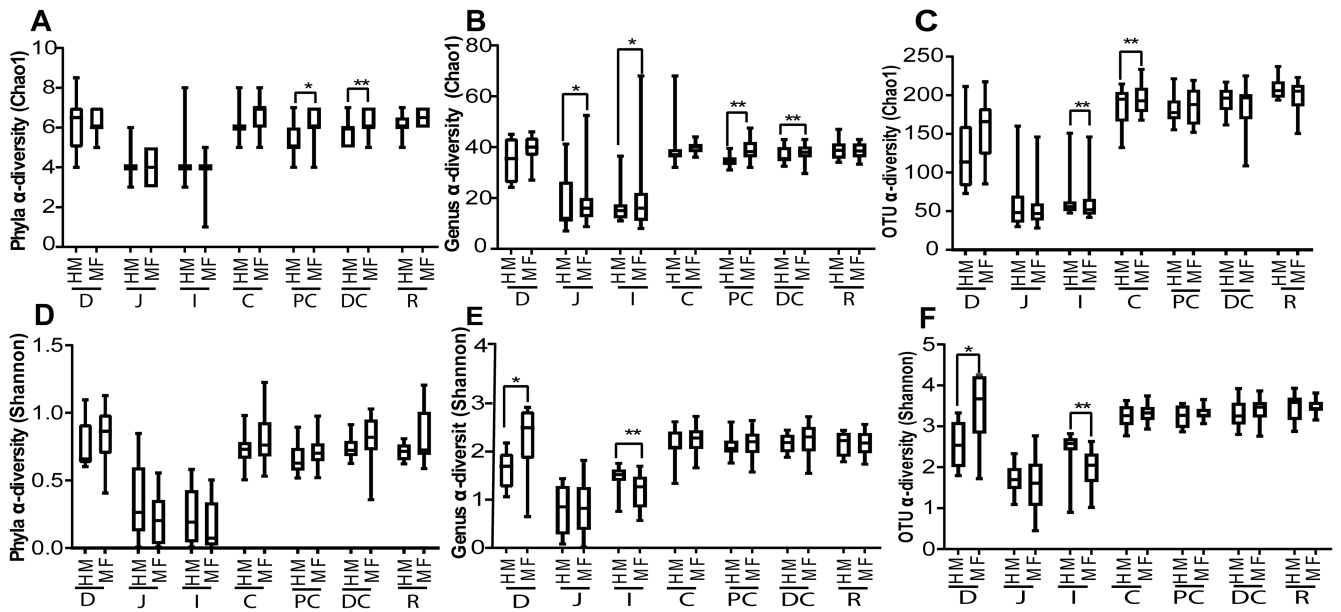 A
Phyla α-diversity (Chao1)
10
8
6
4
2
0
* **
HM MF HM MF HM MF HM MF HM MF HM MF HM MF
D J I C PC DC R
B
Genus α-diversity (Chao1)
80
60
40
20
0
* * ** **
HM MF HM MF HM MF HM MF HM MF HM MF HM MF
D J I C PC DC R
C
OTU α-diversity (Chao1)
250
200
150
100
50
0
** **
HM MF HM MF HM MF HM MF HM MF HM MF HM MF
D J I C PC DC R
D
Phyla α-diversity (Shannon)
1.5
1.0
0.5
0.0
HM MF HM MF HM MF HM MF HM MF HM MF HM MF
D J I C PC DC R
E
Genus α-diversit (Shannon)
4
3
2
1
0
* **
HM MF HM MF HM MF HM MF HM MF HM MF HM MF
D J I C PC DC R
F
OTU α-diversity (Shannon)
5
4
3
2
1
0
* **
HM MF HM MF HM MF HM MF HM MF HM MF HM MF
D J I C PC DC R